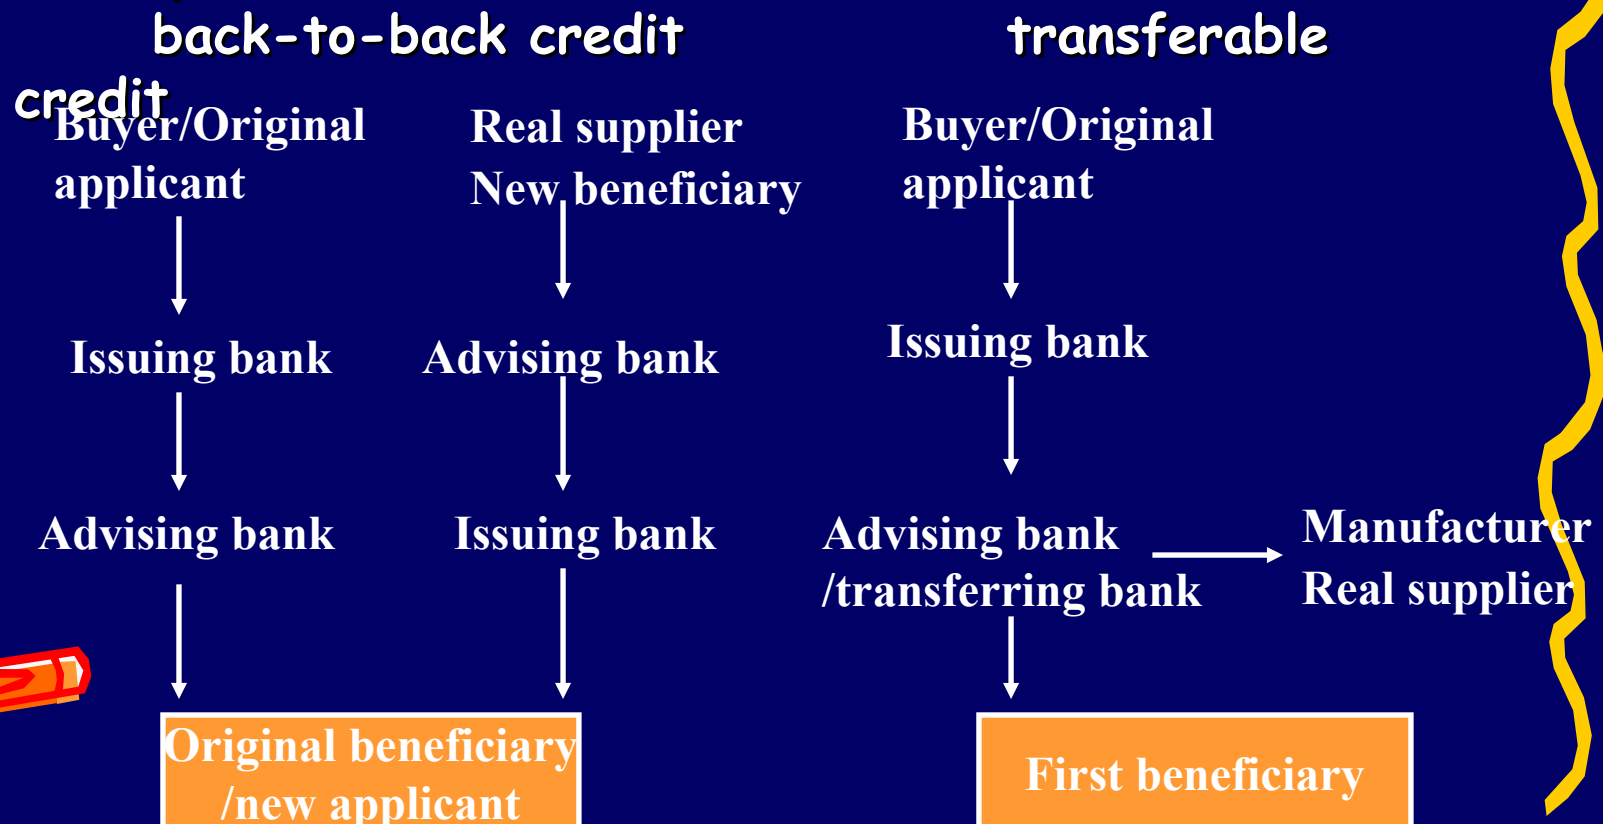 back-to-back credit transferable
credit
Buyer/Original
applicant
Real supplier
New beneficiary
Buyer/Original
applicant
Issuing bank
Advising bank
Issuing bank
Advising bank
Issuing bank
Advising bank
/transferring bank
Manufacturer
Real supplier
Original beneficiary
/new applicant
First beneficiary